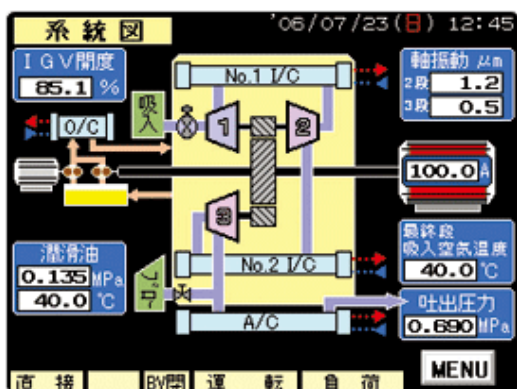 系統図
'06/07/23(日) 12:45
IGV開度
85.1 %
No.1 I/C
軸振動 μm
2段 1.2
3段 0.5
吸入
1
2
O/C
100.0 A
3
潤滑油
0.135 MPa
40.0 ℃
No.2 I/C
最終段
吸入空気温度
40.0 ℃
A/C
吐出圧力
0.690 MPa
MENU
直接
BV閉
運転
負荷